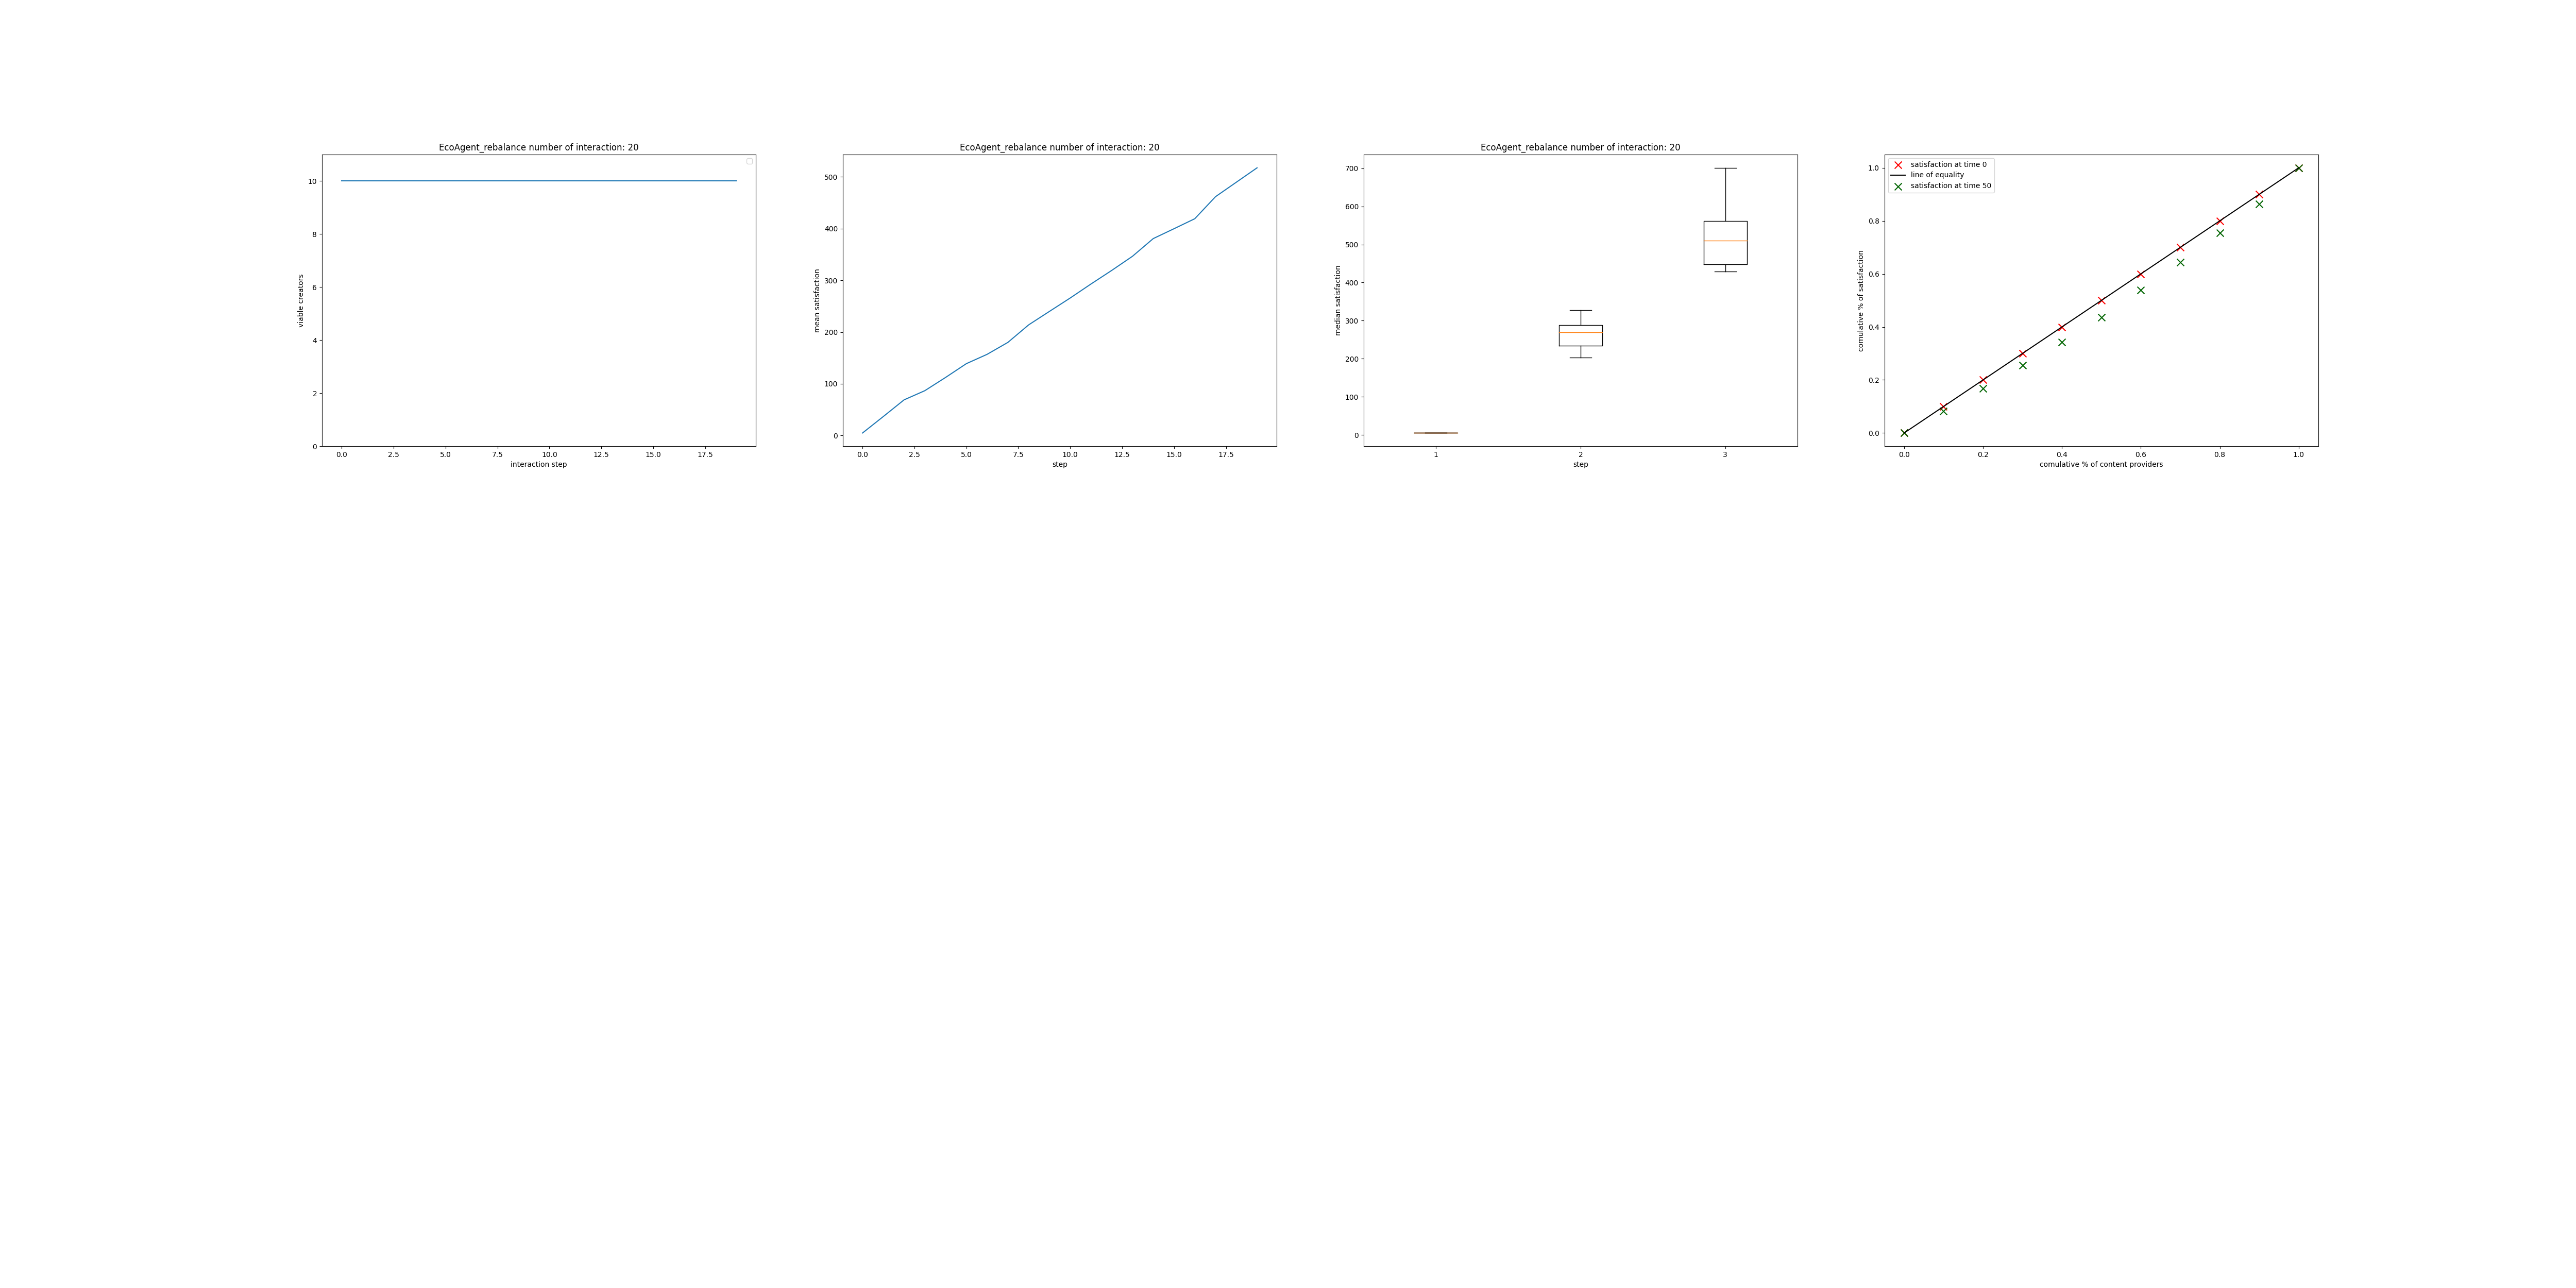 EcoAgent_rebalance number of interaction: 20
viable creators
10
8
6
4
2
0
0.0 2.5 5.0 7.5 10.0 12.5 15.0 17.5
interaction step
EcoAgent_rebalance number of interaction: 20
mean satisfaction
500
400
300
200
100
0
0.0 2.5 5.0 7.5 10.0 12.5 15.0 17.5
step
EcoAgent_rebalance number of interaction: 20
median satisfaction
700
600
500
400
300
200
100
0
1 2 3
step
satisfaction at time 0
line of equality
satisfaction at time 50
comulative % of satisfaction
1.0
0.8
0.6
0.4
0.2
0.0
0.0 0.2 0.4 0.6 0.8 1.0
comulative % of content providers